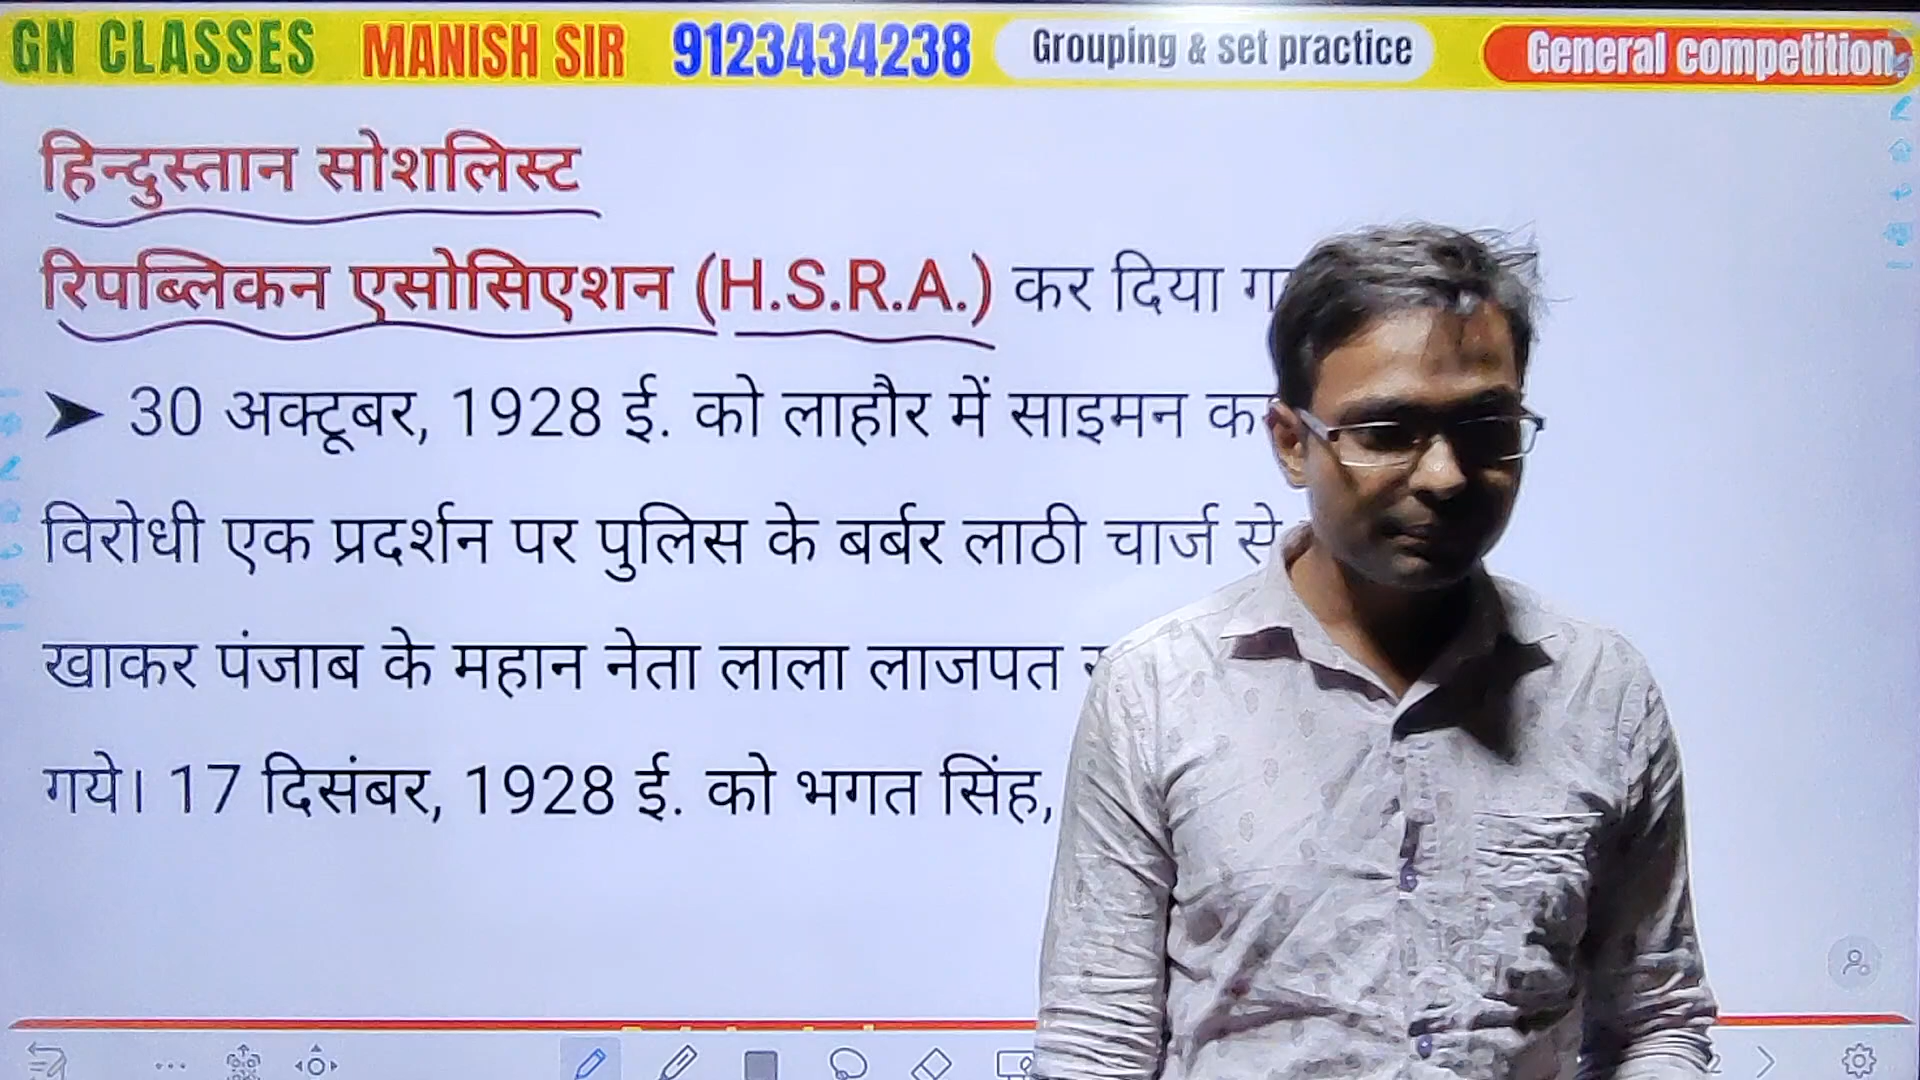 GN CLASSES MANISH SIR 9123434238 Grouping & set practice General competition
हिन्दुस्तान सोशलिस्ट
रिपब्लिकन एसोसिएशन (H.S.R.A.) कर दिया
➤ 30 अक्टूबर, 1928 ई. को लाहौर में साइमन
विरोधी एक प्रदर्शन पर पुलिस के बर्बर लाठी चार्ज से
खाकर पंजाब के महान नेता लाला लाजपत
गये। 17 दिसंबर, 1928 ई. को भगत सिंह,